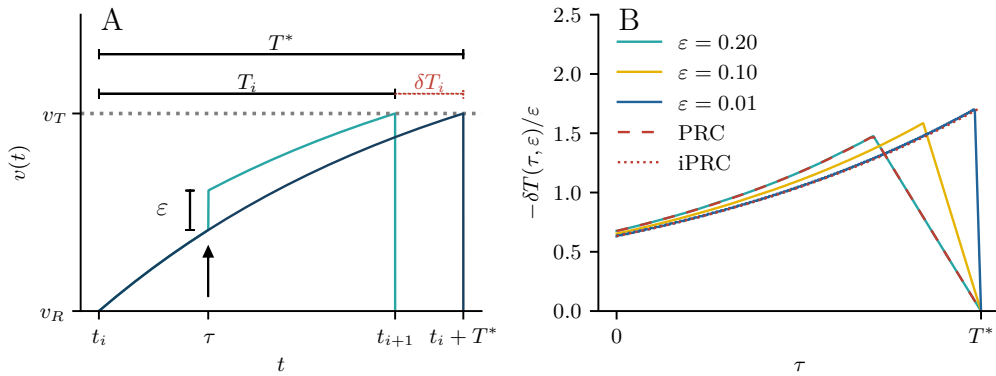 A
T*
T_i
δT_i
v_T
v(t)
ε
v_R
t_i
τ
t_{i+1}
t_i + T*
t
B
2.5
2.0
1.5
1.0
0.5
0.0
−δT(τ, ε)/ε
ε = 0.20
ε = 0.10
ε = 0.01
PRC
iPRC
0
T*
τ